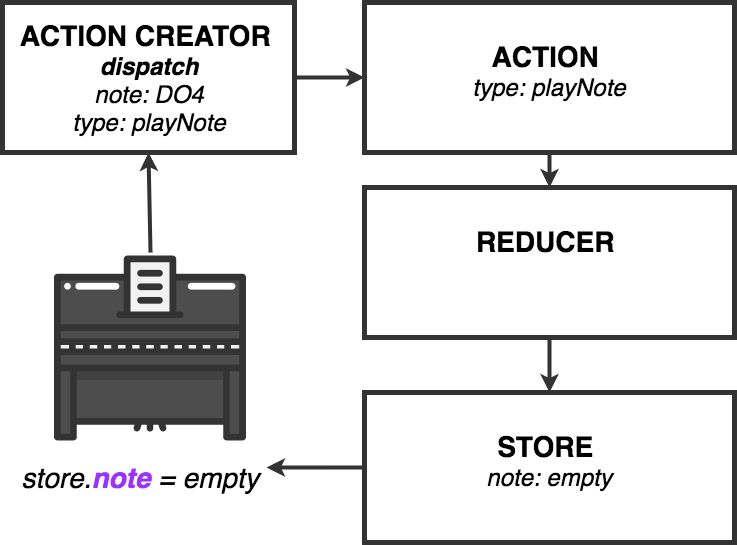 ACTION CREATOR
dispatch
note: DO4
type: playNote
ACTION
type: playNote
REDUCER
STORE
note: empty
store.note = empty